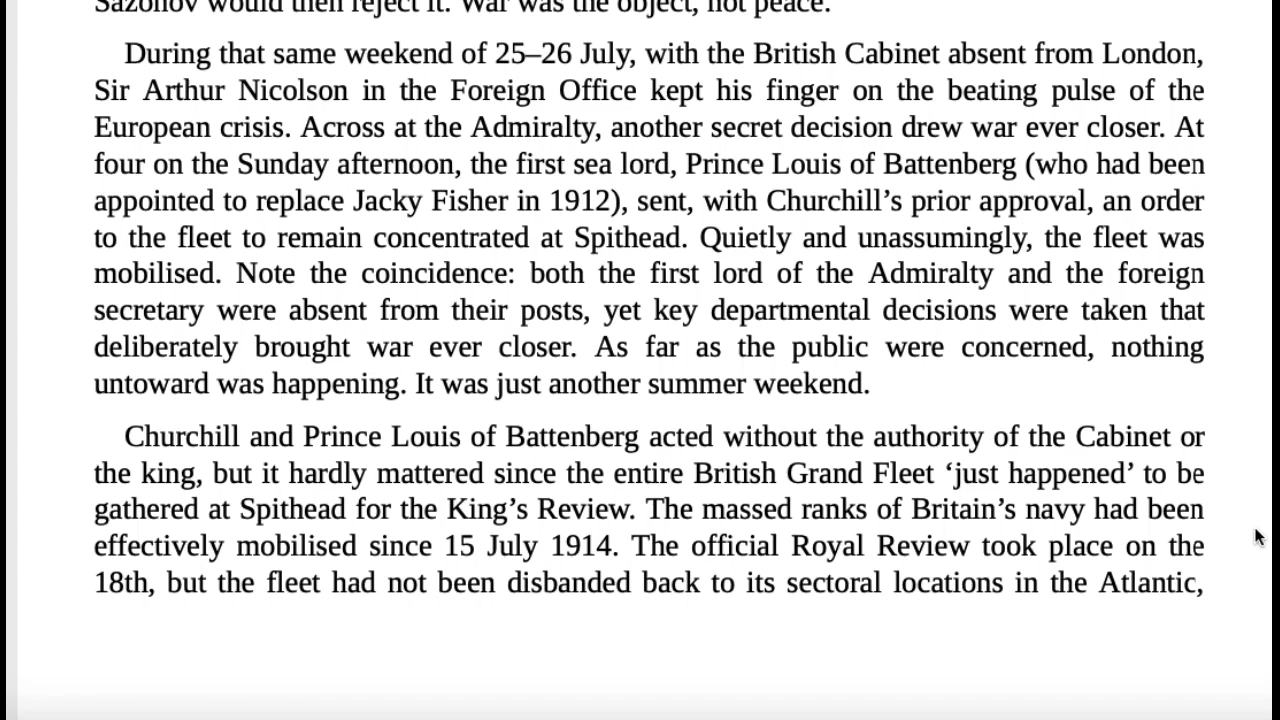 Sazonov would then reject it. War was the object, not peace.
During that same weekend of 25–26 July, with the British Cabinet absent from London,
Sir Arthur Nicolson in the Foreign Office kept his finger on the beating pulse of the
European crisis. Across at the Admiralty, another secret decision drew war ever closer. At
four on the Sunday afternoon, the first sea lord, Prince Louis of Battenberg (who had been
appointed to replace Jacky Fisher in 1912), sent, with Churchill’s prior approval, an order
to the fleet to remain concentrated at Spithead. Quietly and unassumingly, the fleet was
mobilised. Note the coincidence: both the first lord of the Admiralty and the foreign
secretary were absent from their posts, yet key departmental decisions were taken that
deliberately brought war ever closer. As far as the public were concerned, nothing
untoward was happening. It was just another summer weekend.
Churchill and Prince Louis of Battenberg acted without the authority of the Cabinet or
the king, but it hardly mattered since the entire British Grand Fleet ‘just happened’ to be
gathered at Spithead for the King’s Review. The massed ranks of Britain’s navy had been
effectively mobilised since 15 July 1914. The official Royal Review took place on the
18th, but the fleet had not been disbanded back to its sectoral locations in the Atlantic,